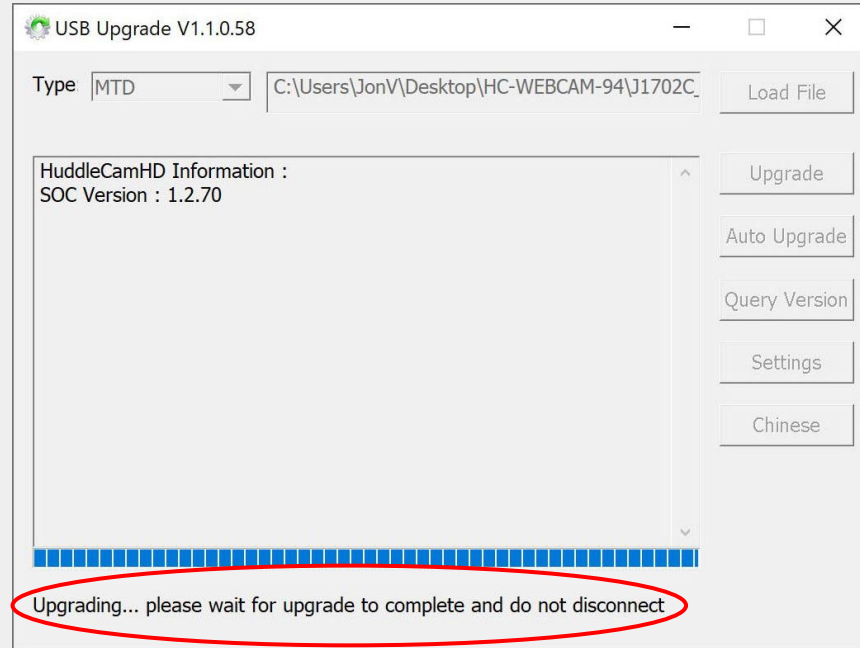 USB Upgrade V1.1.0.58
Type: MTD C:\Users\JonV\Desktop\HC-WEBCAM-94\J1702C_ Load File
HuddleCamHD Information :
SOC Version : 1.2.70
Upgrade
Auto Upgrade
Query Version
Settings
Chinese
Upgrading... please wait for upgrade to complete and do not disconnect